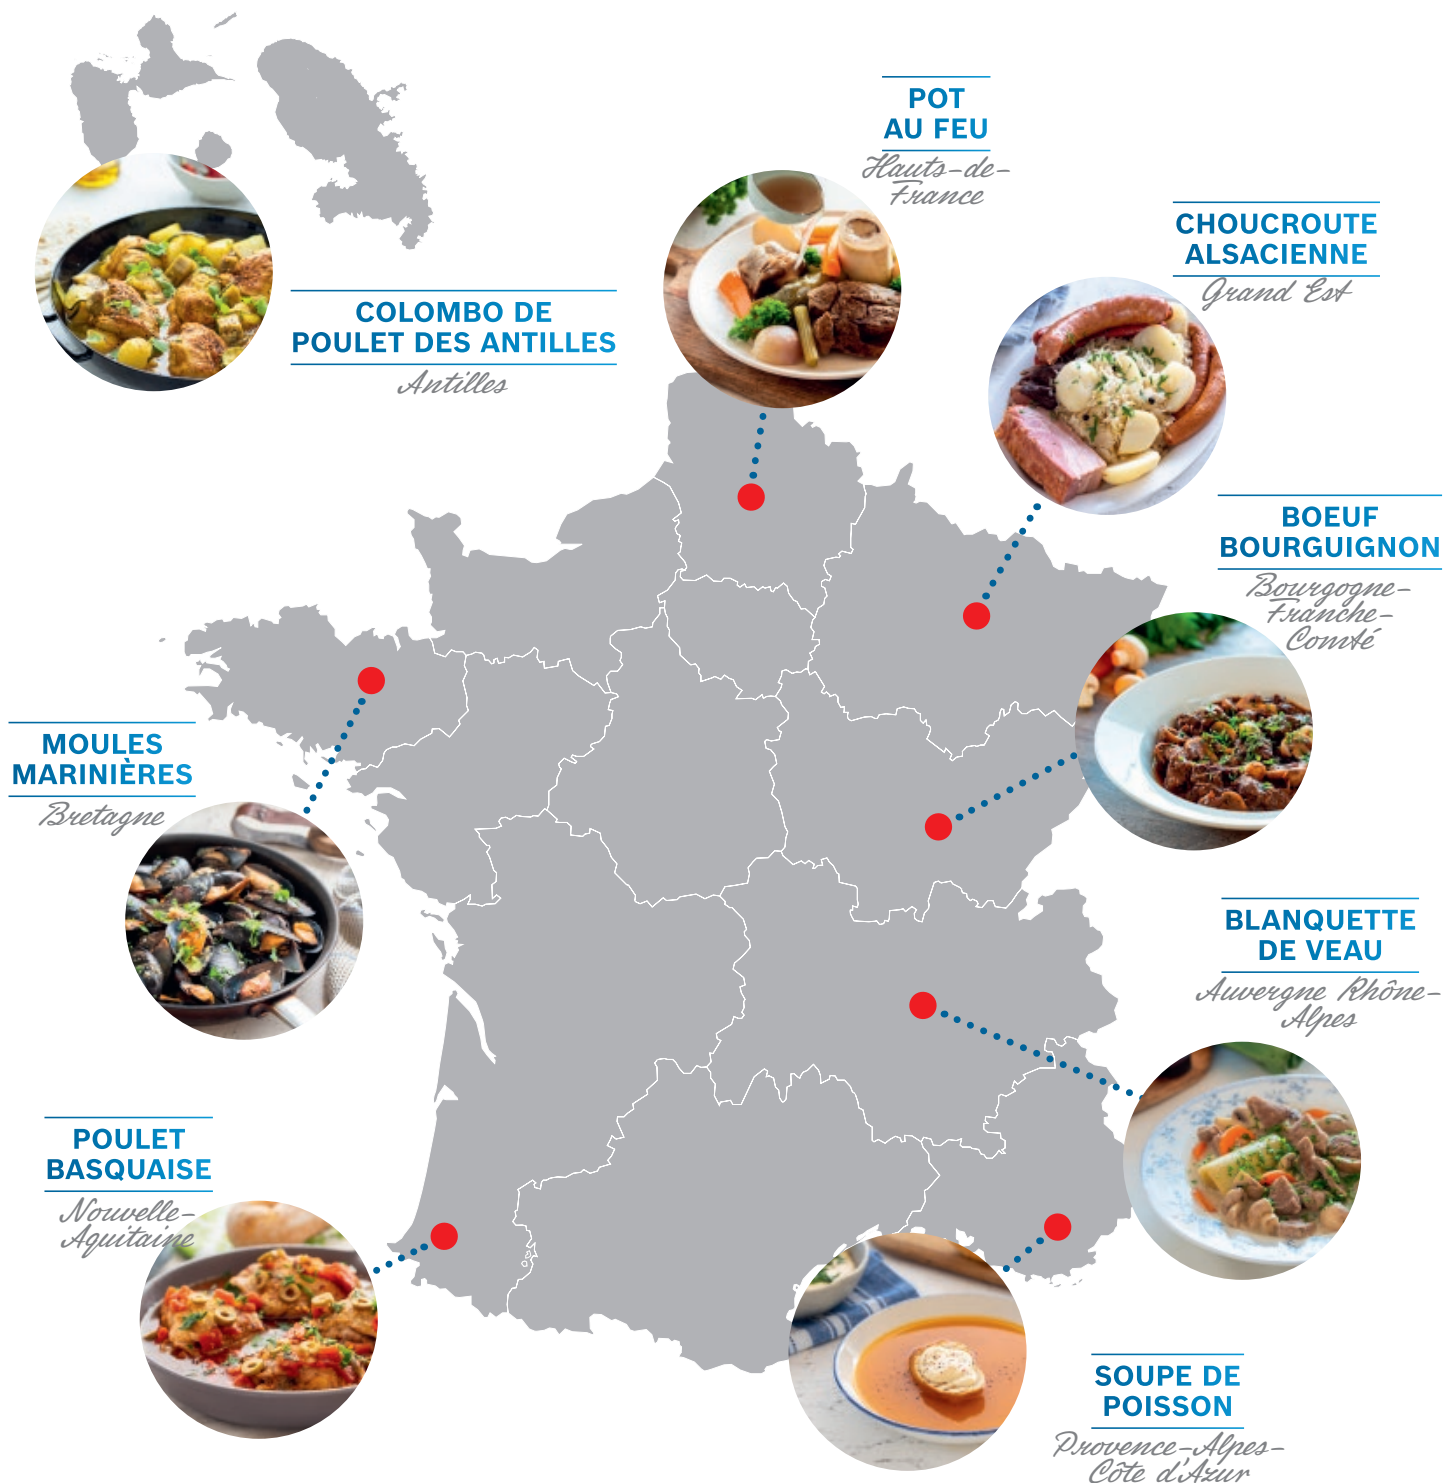 POT
AU FEU
Hauts-de-
France
CHOUCROUTE
ALSACIENNE
Grand Est
COLOMBO DE
POULET DES ANTILLES
Antilles
BOEUF
BOURGUIGNON
Bourgogne-
Franche-
Comté
MOULES
MARINIÈRES
Bretagne
BLANQUETTE
DE VEAU
Auvergne Rhône-
Alpes
POULET
BASQUAISE
Nouvelle-
Aquitaine
SOUPE DE
POISSON
Provence-Alpes-
Côte d'Azur